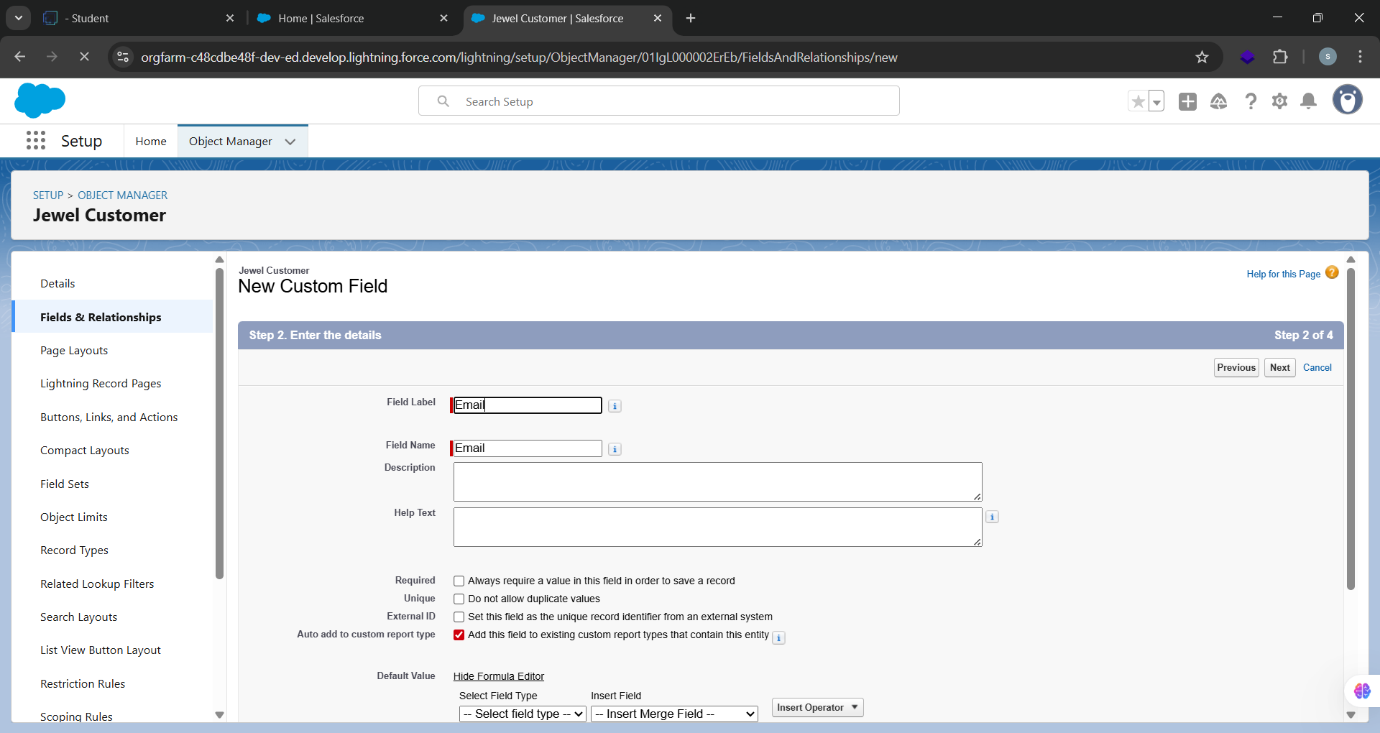 - Student
Home | Salesforce
Jewel Customer | Salesforce
orgfarm-c48cdbe48f-dev-ed.develop.lightning.force.com/lightning/setup/ObjectManager/01IgL000002ErEb/FieldsAndRelationships/new
S
Search Setup
Setup
Home
Object Manager
SETUP > OBJECT MANAGER
Jewel Customer
Details
Fields & Relationships
Page Layouts
Lightning Record Pages
Buttons, Links, and Actions
Compact Layouts
Field Sets
Object Limits
Record Types
Related Lookup Filters
Search Layouts
List View Button Layout
Restriction Rules
Scoping Rules
Jewel Customer
New Custom Field
Help for this Page ?
Step 2. Enter the details Step 2 of 4
Previous Next Cancel
Field Label Email i
Field Name Email i
Description
Help Text i
Required Always require a value in this field in order to save a record
Unique Do not allow duplicate values
External ID Set this field as the unique record identifier from an external system
Auto add to custom report type Add this field to existing custom report types that contain this entity i
Default Value Hide Formula Editor
Select Field Type Insert Field
-- Select field type -- -- Insert Merge Field -- Insert Operator